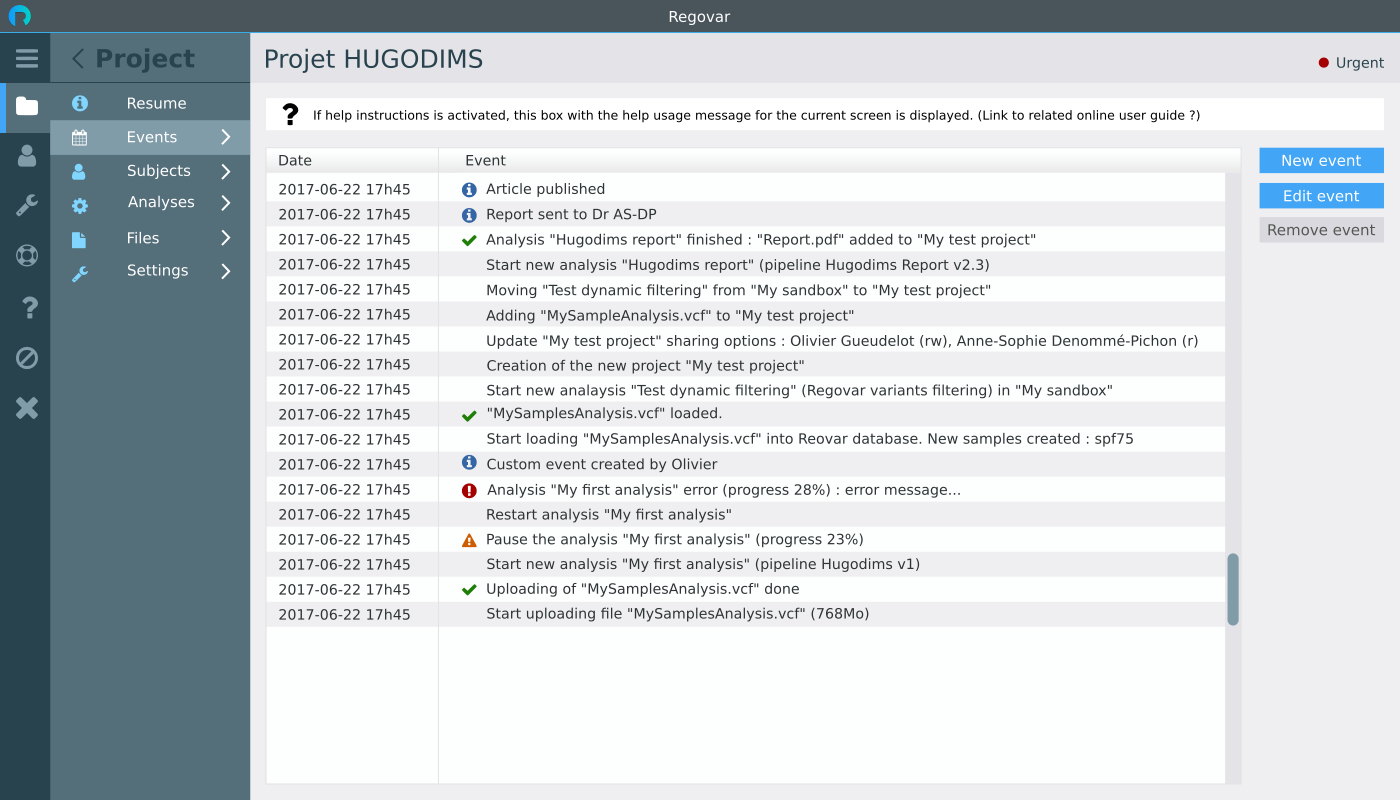 Regovar
Project
Resume
Events
Subjects
Analyses
Files
Settings
Projet HUGODIMS
Urgent
? If help instructions is activated, this box with the help usage message for the current screen is displayed. (Link to related online user guide ?)
Date Event
2017-06-22 17h45 Article published
2017-06-22 17h45 Report sent to Dr AS-DP
2017-06-22 17h45 Analysis "Hugodims report" finished : "Report.pdf" added to "My test project"
2017-06-22 17h45 Start new analysis "Hugodims report" (pipeline Hugodims Report v2.3)
2017-06-22 17h45 Moving "Test dynamic filtering" from "My sandbox" to "My test project"
2017-06-22 17h45 Adding "MySampleAnalysis.vcf" to "My test project"
2017-06-22 17h45 Update "My test project" sharing options : Olivier Gueudelot (rw), Anne-Sophie Denommé-Pichon (r)
2017-06-22 17h45 Creation of the new project "My test project"
2017-06-22 17h45 Start new analaysis "Test dynamic filtering" (Regovar variants filtering) in "My sandbox"
2017-06-22 17h45 "MySamplesAnalysis.vcf" loaded.
2017-06-22 17h45 Start loading "MySamplesAnalysis.vcf" into Reovar database. New samples created : spf75
2017-06-22 17h45 Custom event created by Olivier
2017-06-22 17h45 Analysis "My first analysis" error (progress 28%) : error message...
2017-06-22 17h45 Restart analysis "My first analysis"
2017-06-22 17h45 Pause the analysis "My first analysis" (progress 23%)
2017-06-22 17h45 Start new analysis "My first analysis" (pipeline Hugodims v1)
2017-06-22 17h45 Uploading of "MySamplesAnalysis.vcf" done
2017-06-22 17h45 Start uploading file "MySamplesAnalysis.vcf" (768Mo)
New event
Edit event
Remove event